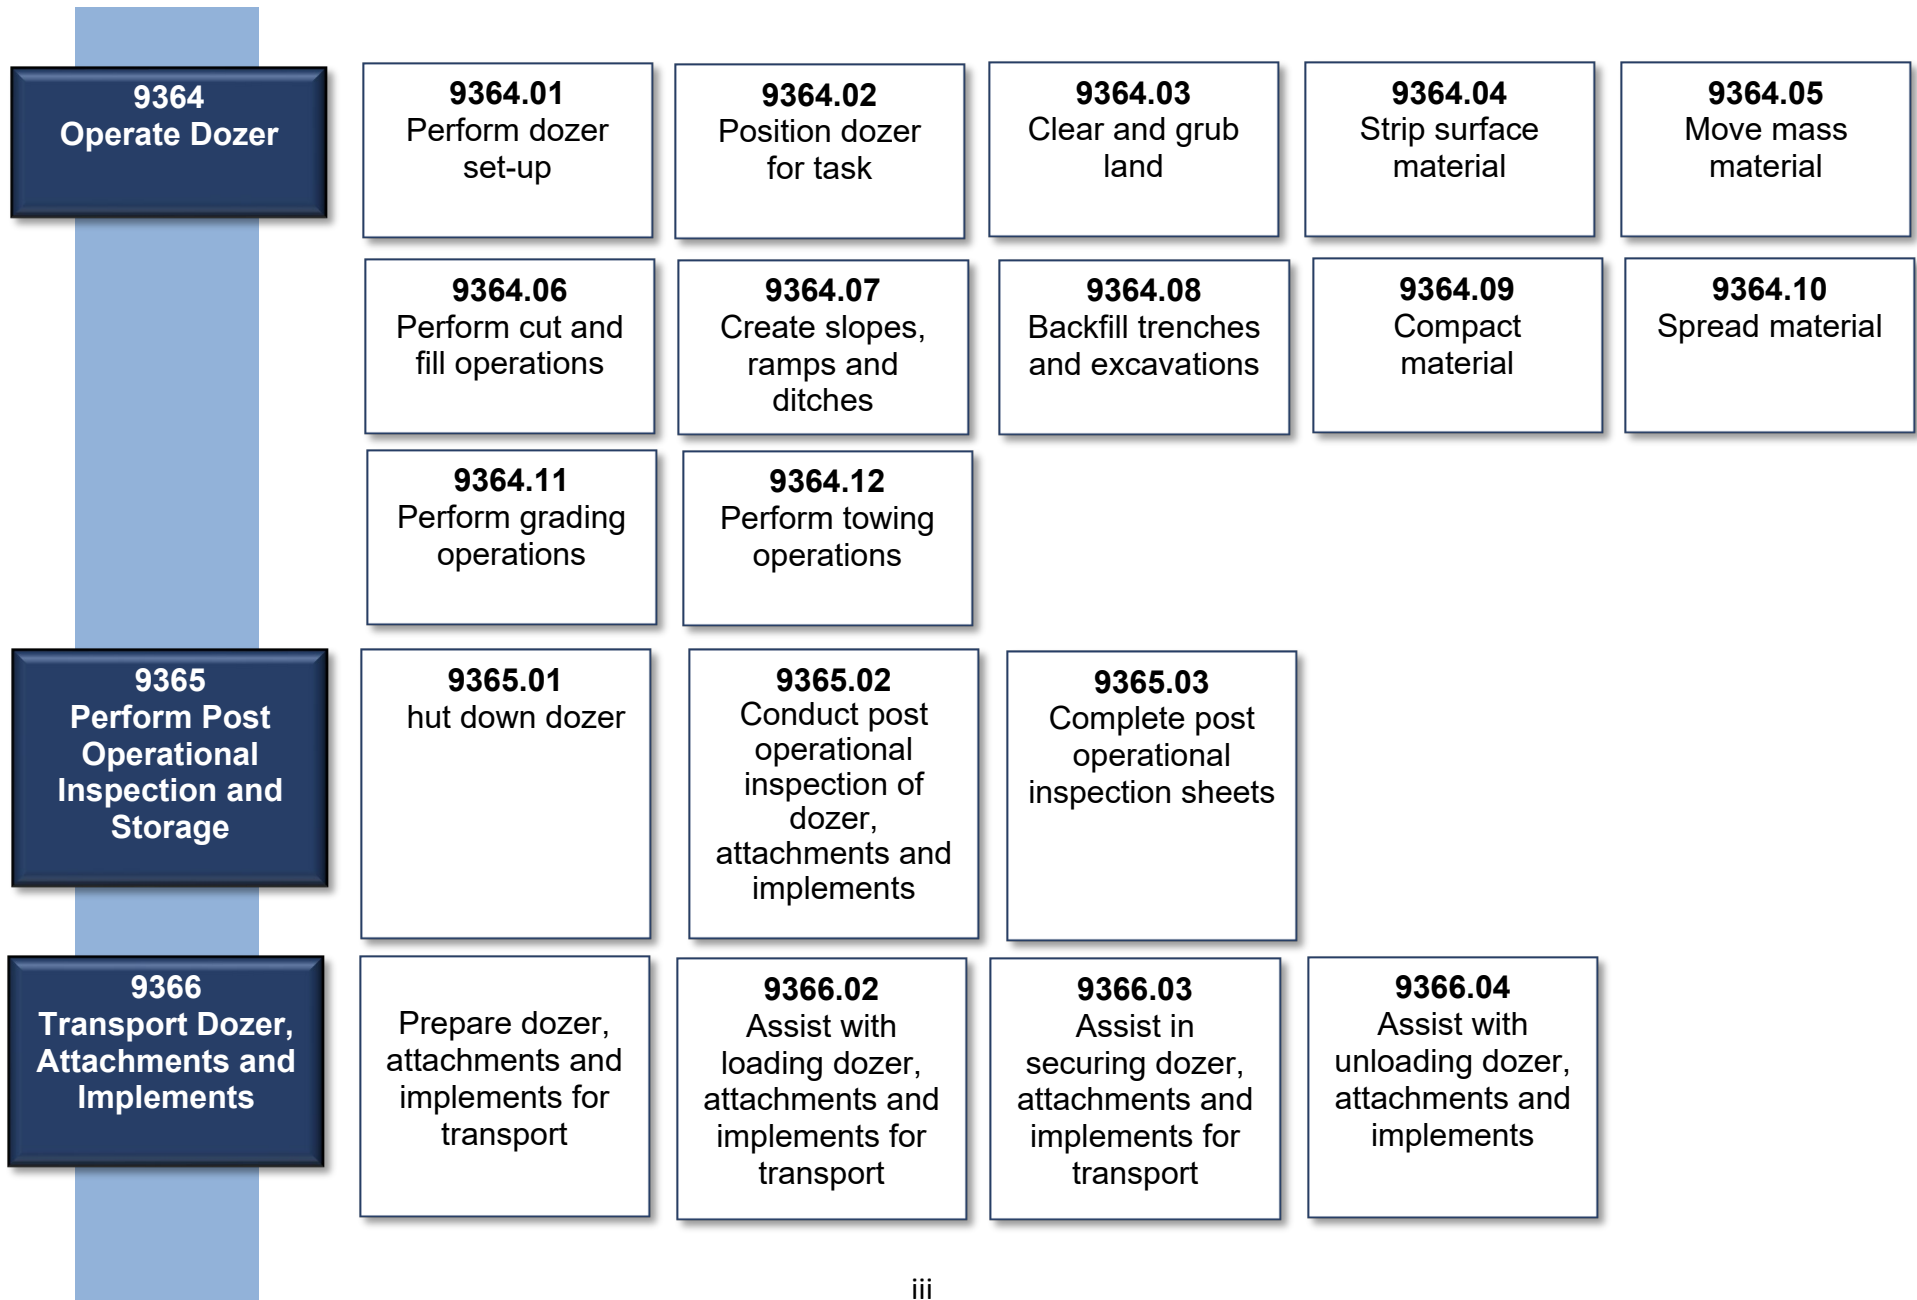 9364
Operate Dozer
9364.01
Perform dozer
set-up
9364.02
Position dozer
for task
9364.03
Clear and grub
land
9364.04
Strip surface
material
9364.05
Move mass
material
9364.06
Perform cut and
fill operations
9364.07
Create slopes,
ramps and
ditches
9364.08
Backfill trenches
and excavations
9364.09
Compact
material
9364.10
Spread material
9364.11
Perform grading
operations
9364.12
Perform towing
operations
9365
Perform Post
Operational
Inspection and
Storage
9365.01
hut down dozer
9365.02
Conduct post
operational
inspection of
dozer,
attachments and
implements
9365.03
Complete post
operational
inspection sheets
9366
Transport Dozer,
Attachments and
Implements
Prepare dozer,
attachments and
implements for
transport
9366.02
Assist with
loading dozer,
attachments and
implements for
transport
9366.03
Assist in
securing dozer,
attachments and
implements for
transport
9366.04
Assist with
unloading dozer,
attachments and
implements
iii